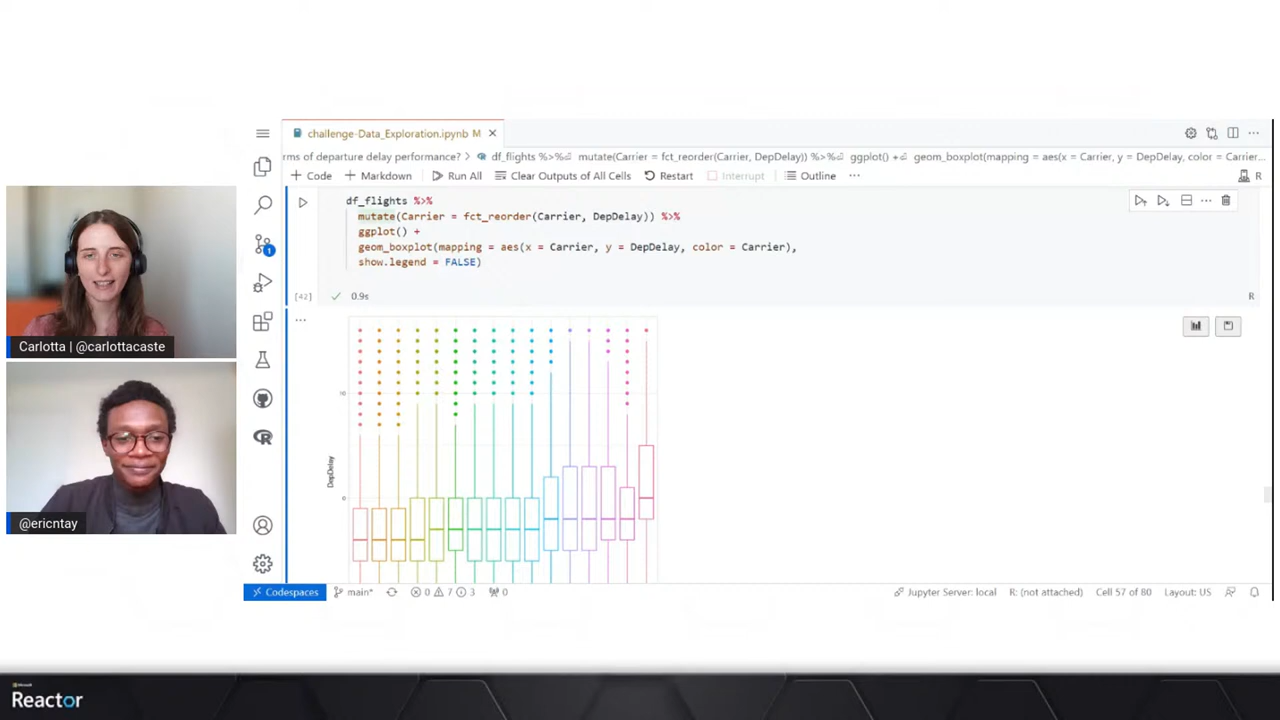 challenge-Data_Exploration.ipynb M
rms of departure delay performance? > df_flights %>% mutate(Carrier = fct_reorder(Carrier, DepDelay)) %>% ggplot() + geom_boxplot(mapping = aes(x = Carrier, y = DepDelay, color = Carrier...
+ Code + Markdown Run All Clear Outputs of All Cells Restart Interrupt Outline ... R
df_flights %>%
mutate(Carrier = fct_reorder(Carrier, DepDelay)) %>%
ggplot() +
geom_boxplot(mapping = aes(x = Carrier, y = DepDelay, color = Carrier),
show.legend = FALSE)
[42] 0.9s R
1
Carlotta | @carlottacaste
@ericntay
10
DepDelay
0
Codespaces main* 0 7 3 0 Jupyter Server: local R: (not attached) Cell 57 of 80 Layout: US
Microsoft
Reactor